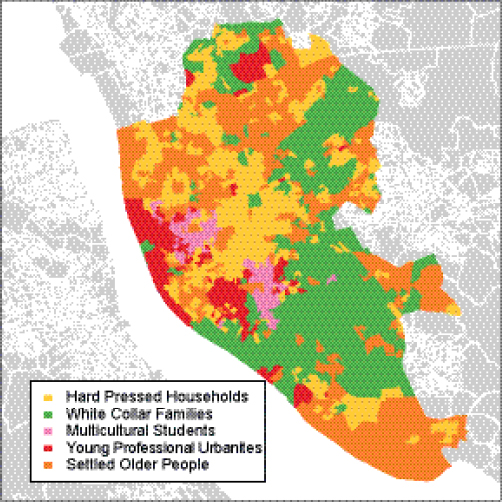 Hard Pressed Households
White Collar Families
Multicultural Students
Young Professional Urbanites
Settled Older People